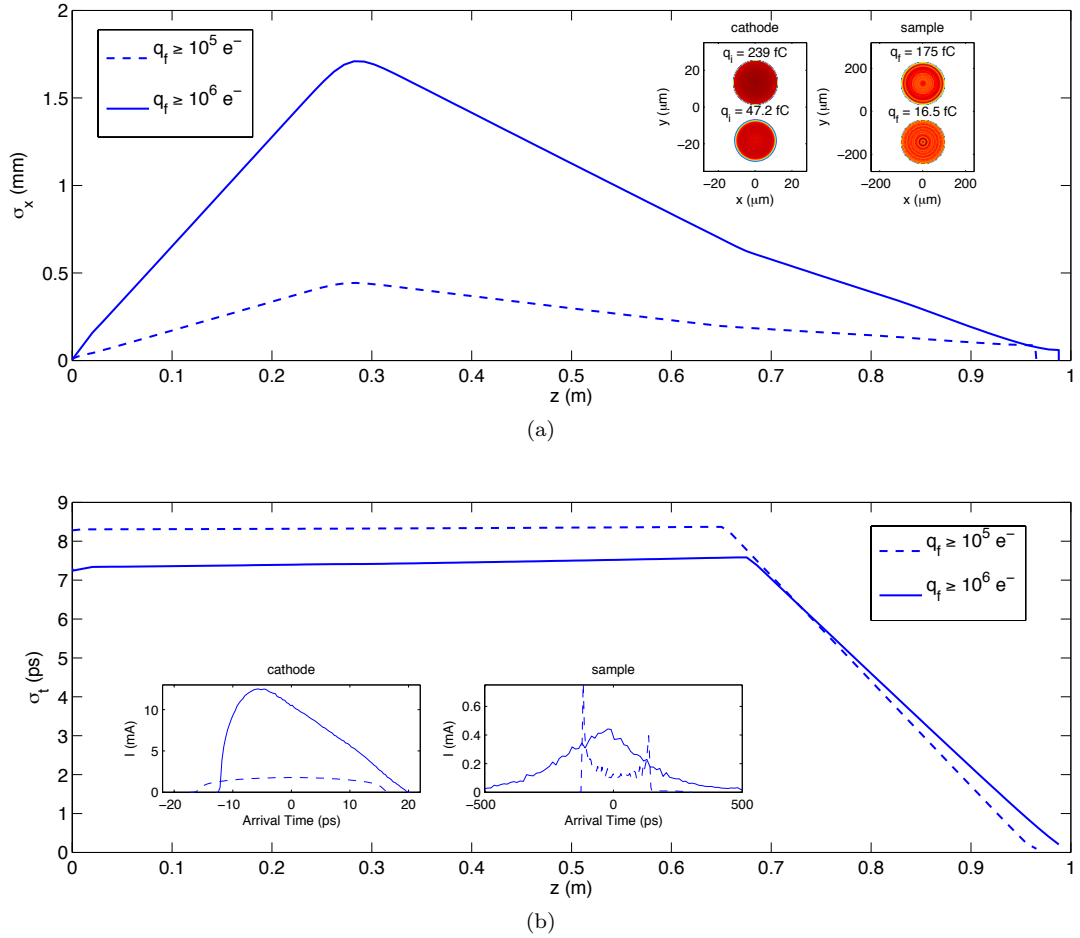 2
1.5
1
0.5
0
σx (mm)
qf ≥ 10^5 e−
qf ≥ 10^6 e−
cathode
sample
qi = 239 fC
qi = 47.2 fC
qf = 175 fC
qf = 16.5 fC
20
0
−20
y (μm)
−20 0 20
x (μm)
200
0
−200
y (μm)
−200 0 200
x (μm)
0 0.1 0.2 0.3 0.4 0.5 0.6 0.7 0.8 0.9 1
z (m)
(a)
9
8
7
6
5
4
3
2
1
0
σt (ps)
qf ≥ 10^5 e−
qf ≥ 10^6 e−
cathode
10
5
0
I (mA)
−20 −10 0 10 20
Arrival Time (ps)
sample
0.6
0.4
0.2
0
I (mA)
−500 0 500
Arrival Time (ps)
0 0.1 0.2 0.3 0.4 0.5 0.6 0.7 0.8 0.9 1
z (m)
(b)